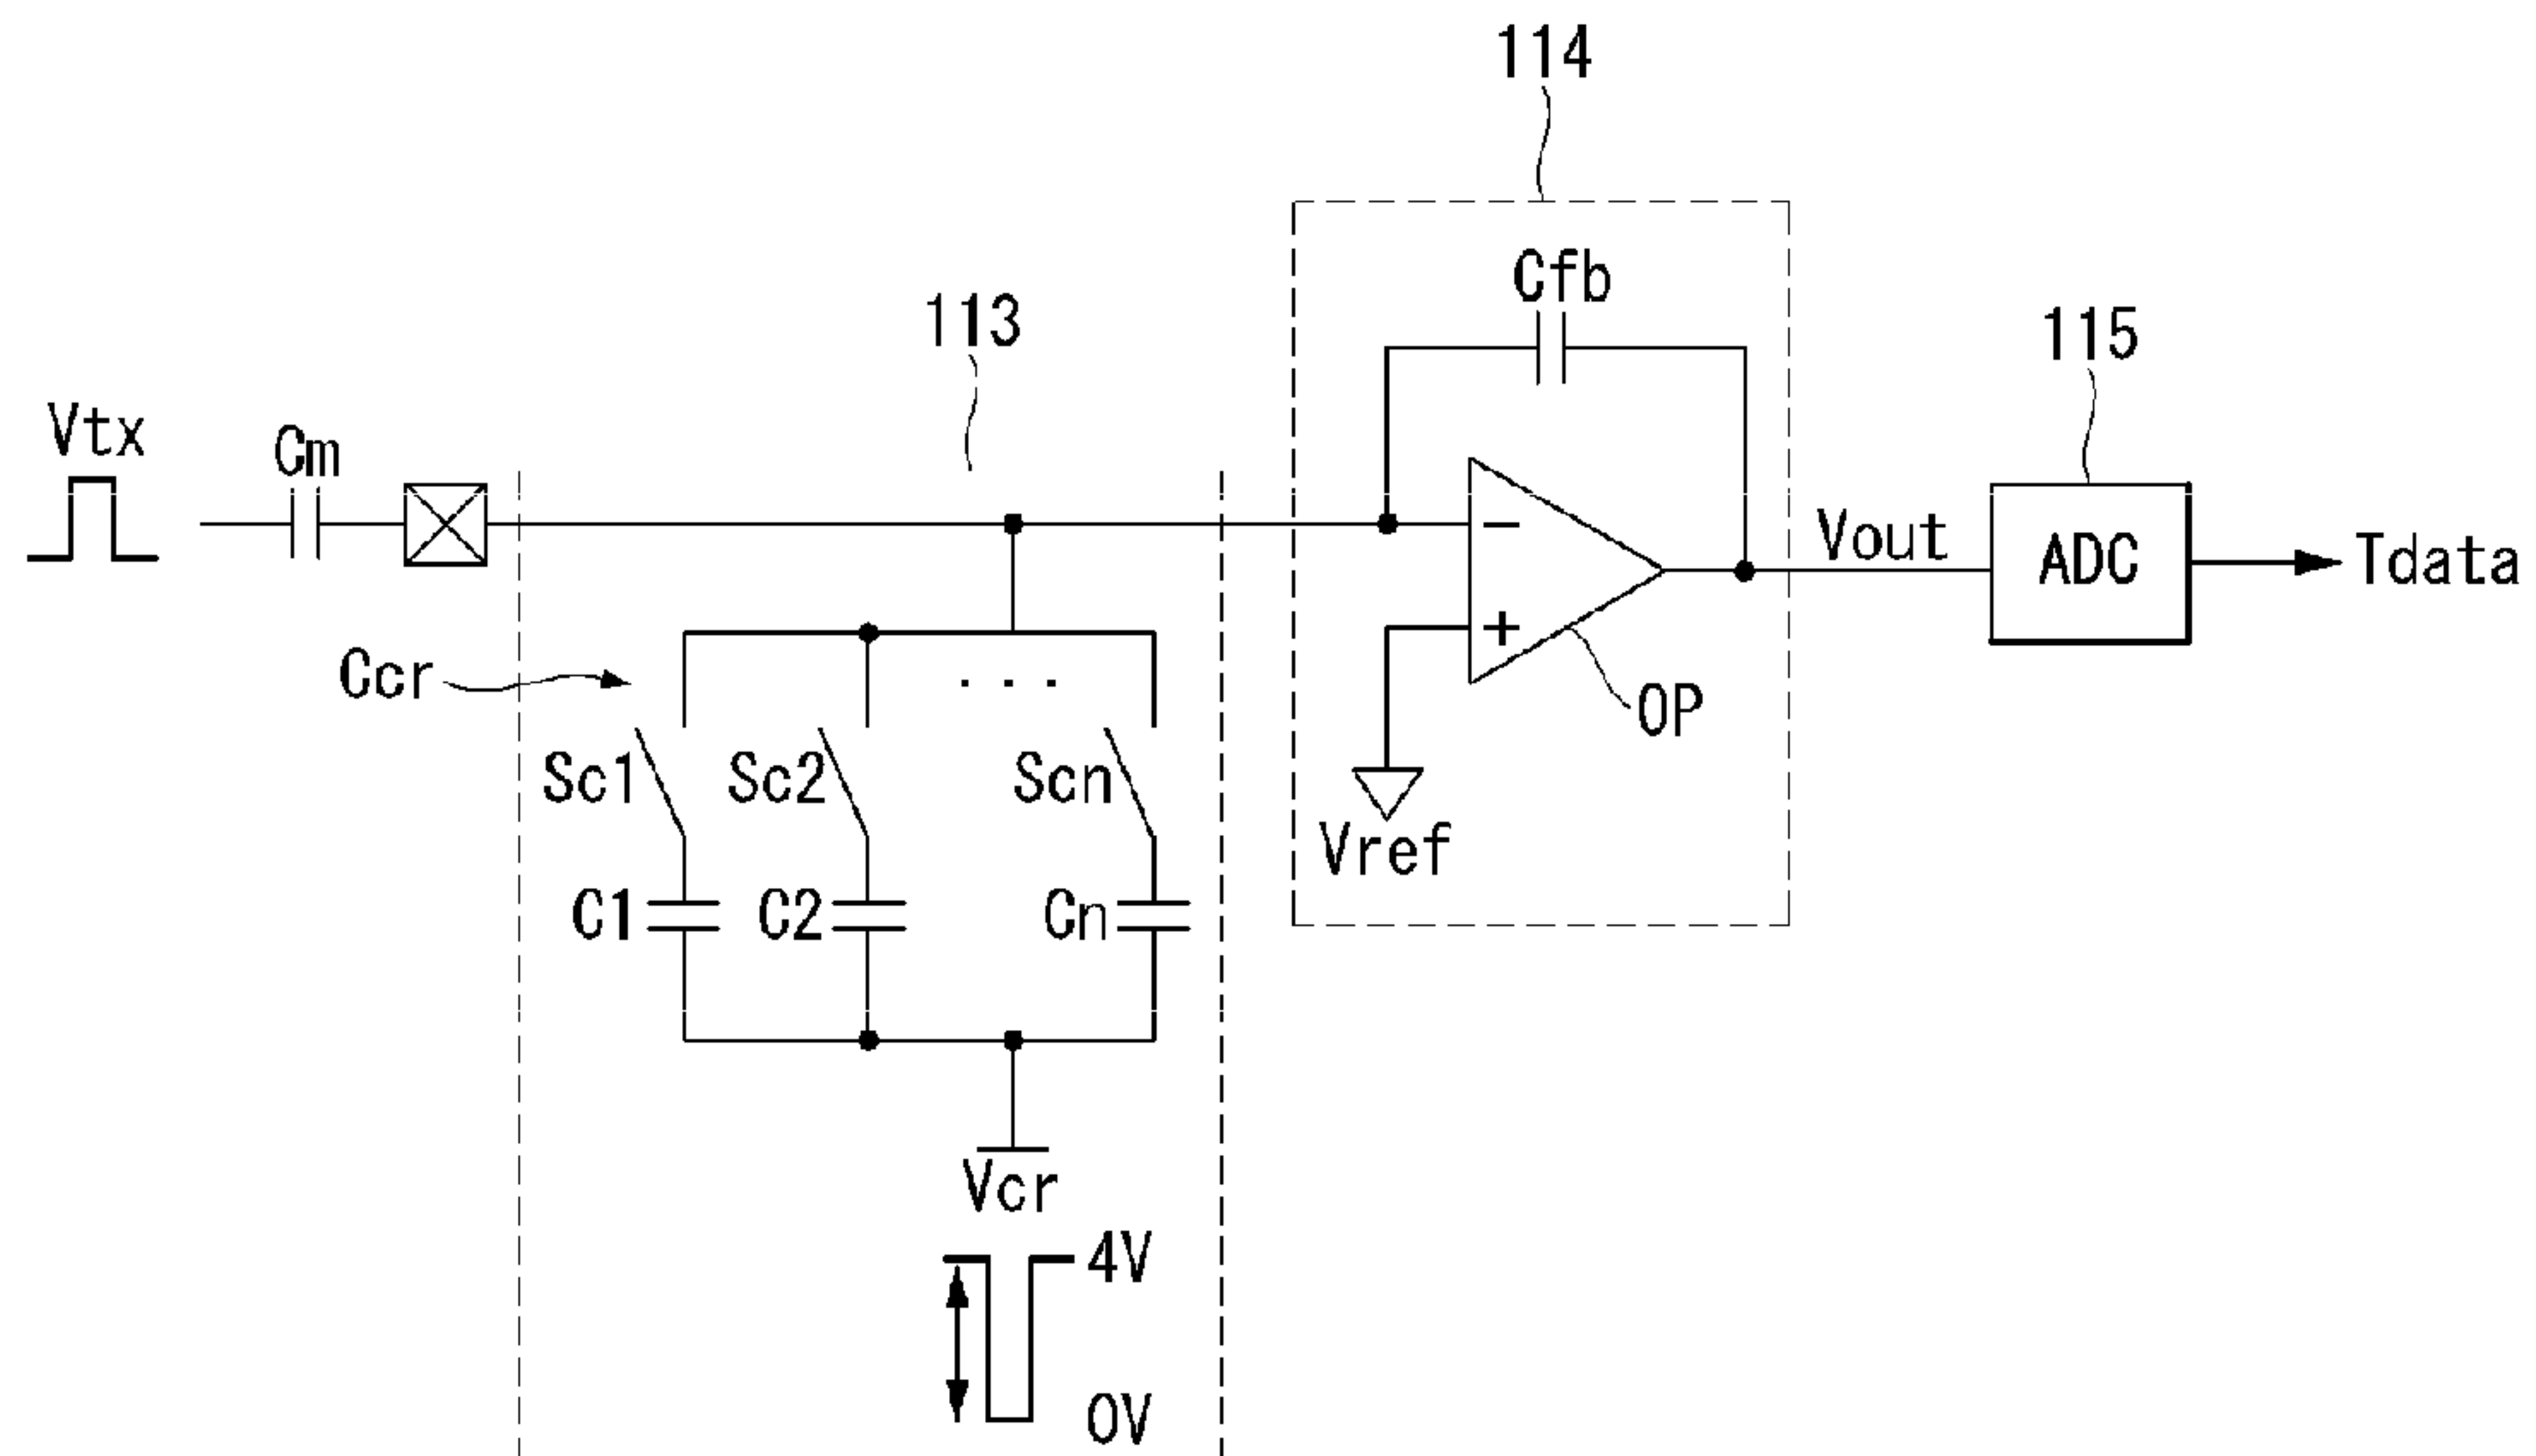 114
Cfb
113
115
Vtx
Cm
−
Vout
ADC
Tdata
+
Ccr
OP
Sc1
Sc2
Scn
. . .
Vref
C1
C2
Cn
Vcr
4V
0V